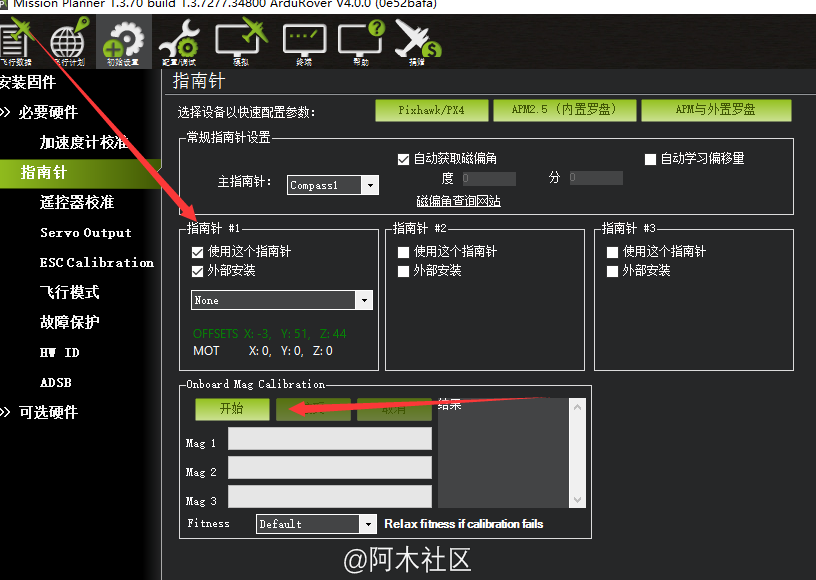 Mission Planner 1.3.70 build 1.3.7277.34800 ArduRover V4.0.0 (0e52bafa)
飞行数据 飞行计划 初始设置 配置/调试 模拟 终端 帮助 捐赠
安装固件
>> 必要硬件
加速度计校准
指南针
遥控器校准
Servo Output
ESC Calibration
飞行模式
故障保护
HW ID
ADSB
>> 可选硬件
指南针
选择设备以快速配置参数: Pixhawk/PX4 APM2.5（内置罗盘） APM与外置罗盘
常规指南针设置
自动获取磁偏角 自动学习偏移量
主指南针: Compass1 度 0 分 0
磁偏角查询网站
指南针 #1
使用这个指南针
外部安装
None
OFFSETS X: -3, Y: 51, Z: 44
MOT X: 0, Y: 0, Z: 0
指南针 #2
使用这个指南针
外部安装
指南针 #3
使用这个指南针
外部安装
Onboard Mag Calibration
开始 取消 结果
Mag 1
Mag 2
Mag 3
Fitness Default Relax fitness if calibration fails
@阿木社区